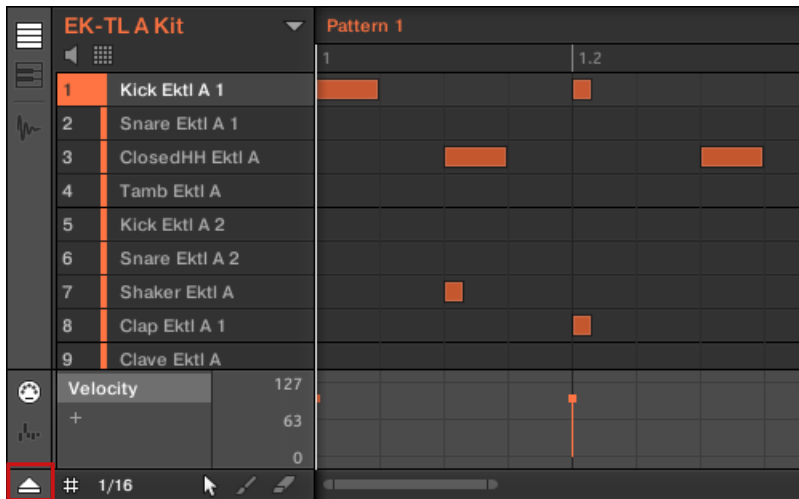 EK-TL A Kit
Pattern 1
1
1.2
1 Kick Ektl A 1
2 Snare Ektl A 1
3 ClosedHH Ektl A
4 Tamb Ektl A
5 Kick Ektl A 2
6 Snare Ektl A 2
7 Shaker Ektl A
8 Clap Ektl A 1
9 Clave Ektl A
Velocity 127
+ 63
0
1/16